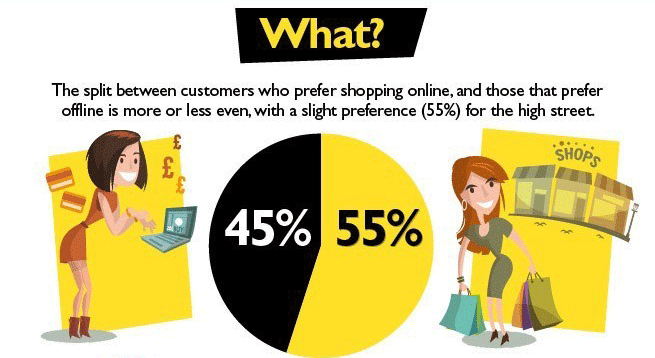 What?
The split between customers who prefer shopping online, and those that prefer
offline is more or less even, with a slight preference (55%) for the high street.
£
£
£
SHOPS
45% 55%